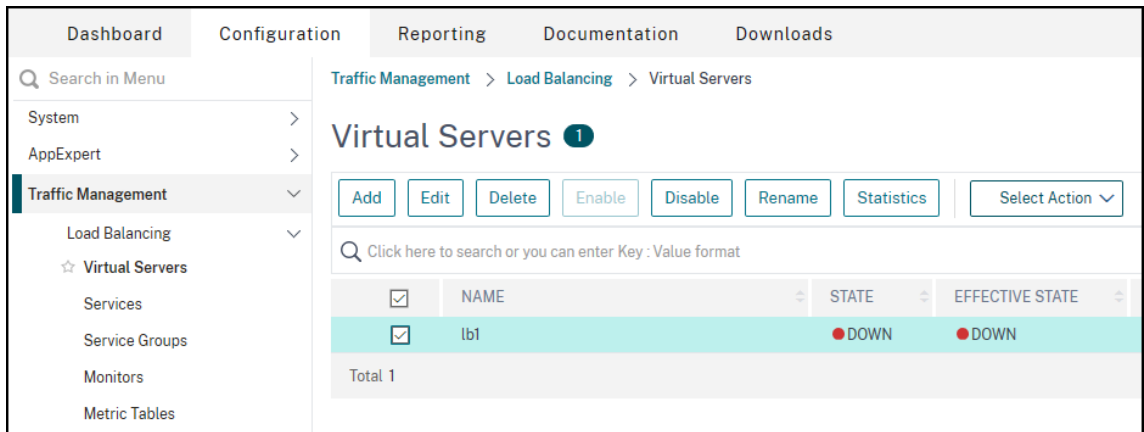 Dashboard Configuration Reporting Documentation Downloads
Search in Menu
System
AppExpert
Traffic Management
Load Balancing
Virtual Servers
Services
Service Groups
Monitors
Metric Tables
Traffic Management > Load Balancing > Virtual Servers
Virtual Servers 1
Add Edit Delete Enable Disable Rename Statistics Select Action
Click here to search or you can enter Key : Value format
NAME STATE EFFECTIVE STATE
lb1 DOWN DOWN
Total 1